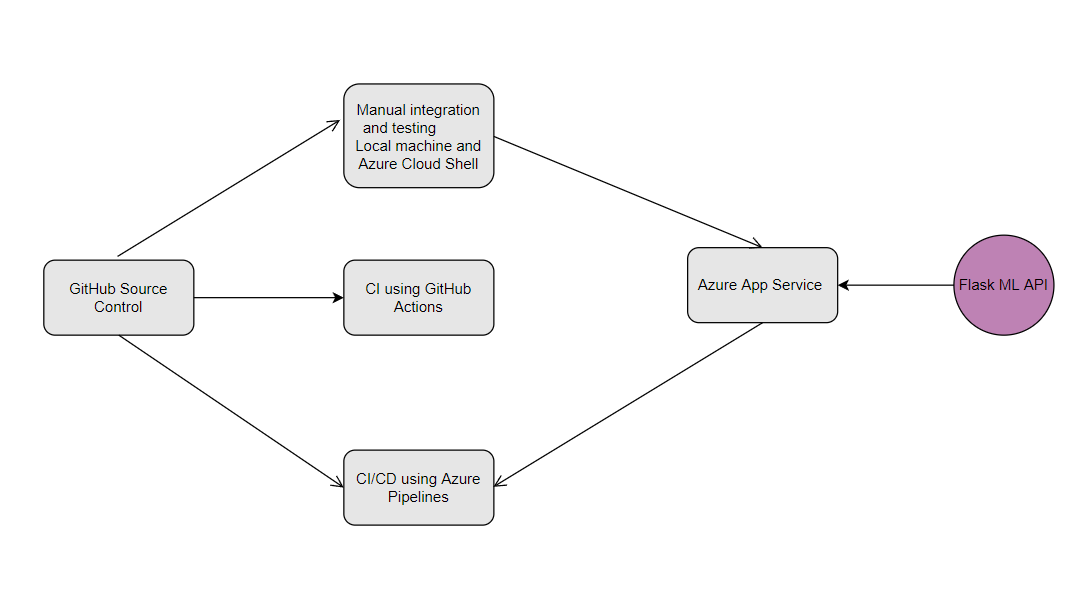 Manual integration
and testing
Local machine and
Azure Cloud Shell
GitHub Source
Control
CI using GitHub
Actions
Azure App Service
Flask ML API
CI/CD using Azure
Pipelines